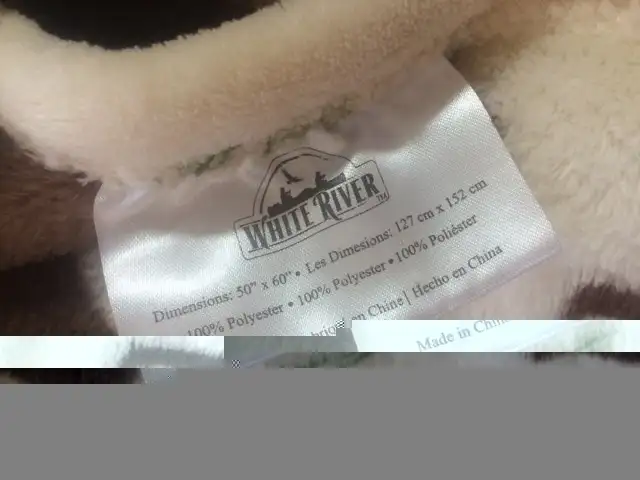 WHITE RIVER TM
Dimensions: 50" x 60" • Les Dimesions: 127 cm x 152 cm
100% Polyester • 100% Polyester • 100% Poliéster
en Chine | Hecho en China
Made in China